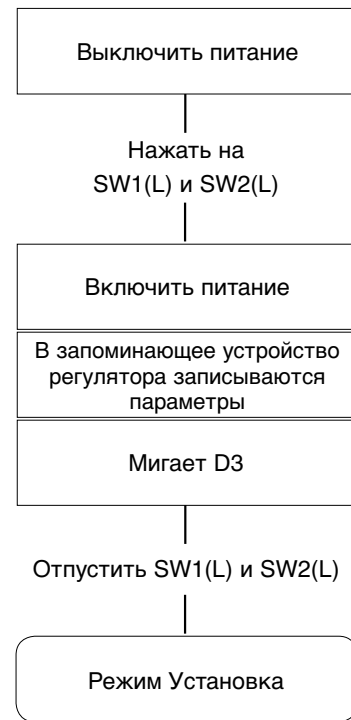 Выключить питание
Нажать на
SW1(L) и SW2(L)
Включить питание
В запоминающее устройство
регулятора записываются
параметры
Мигает D3
Отпустить SW1(L) и SW2(L)
Режим Установка